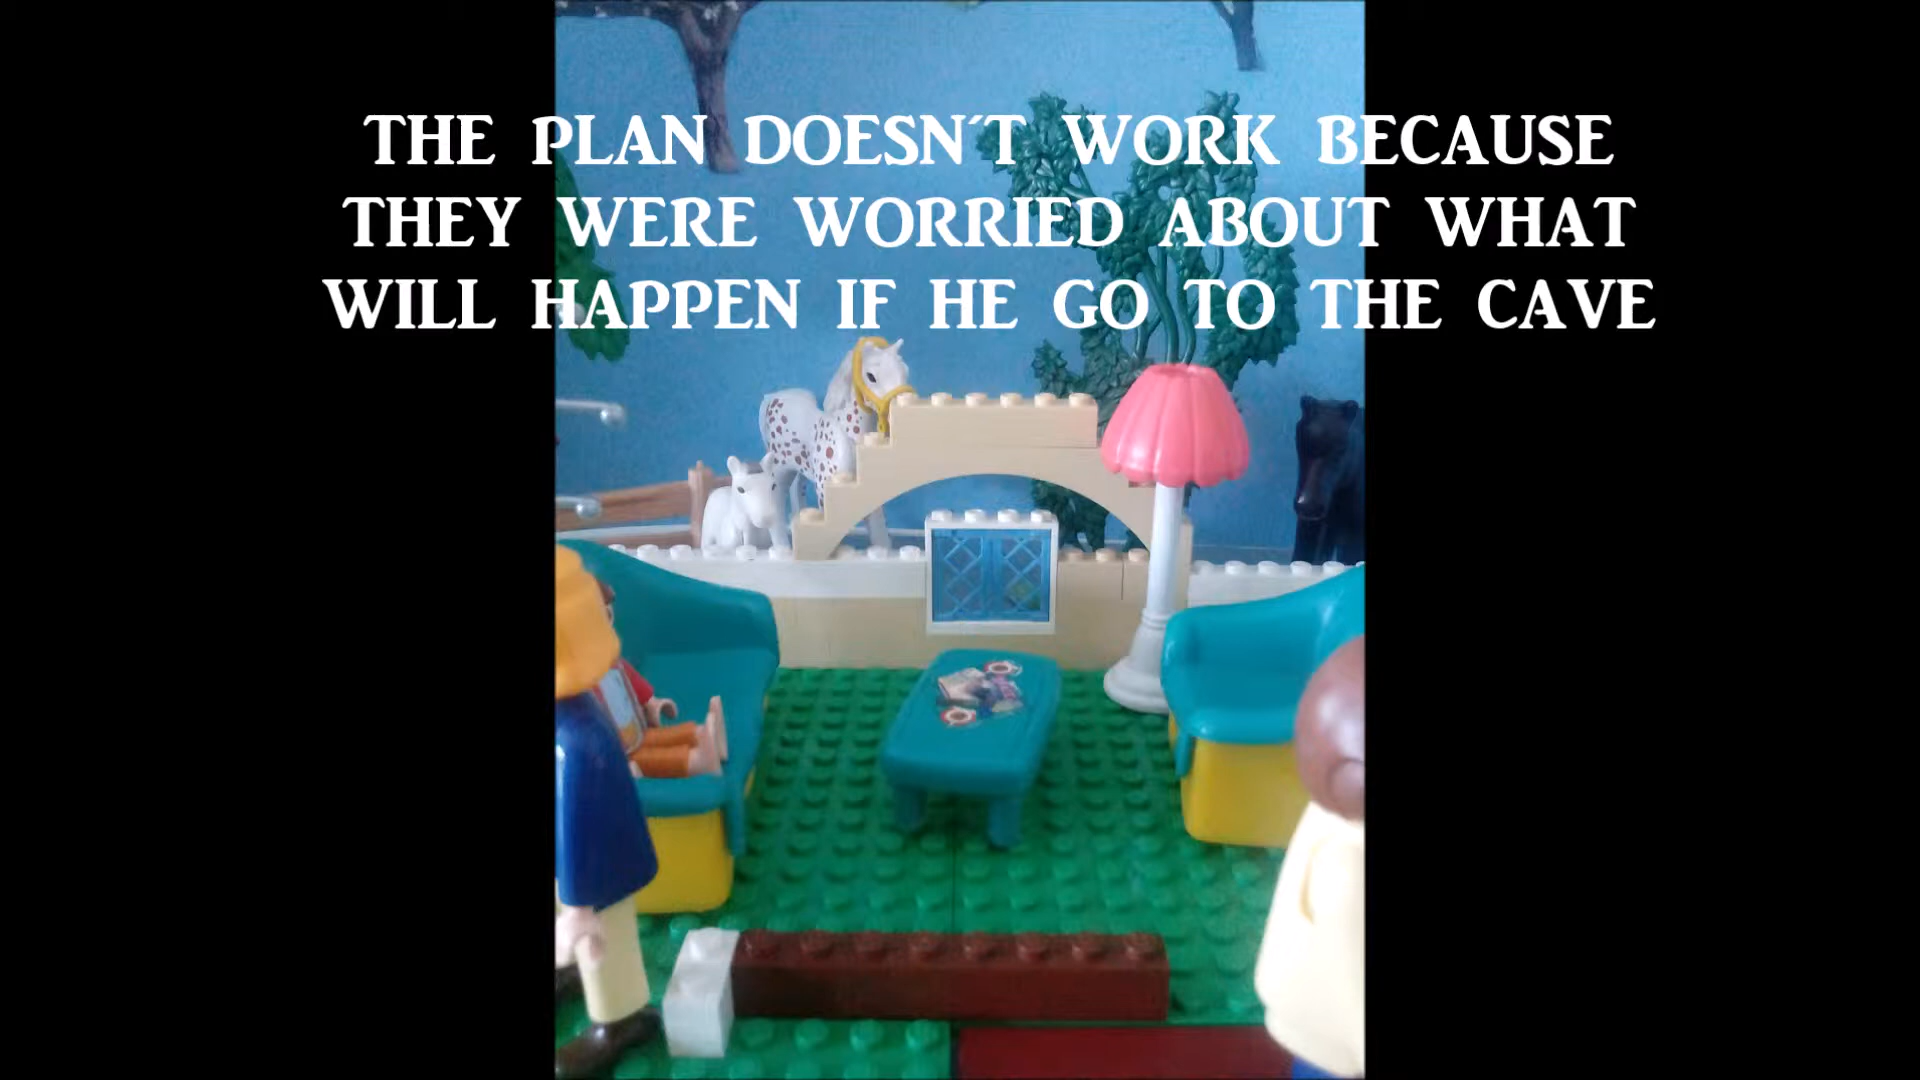 THE PLAN DOESN´T WORK BECAUSE
THEY WERE WORRIED ABOUT WHAT
WILL HAPPEN IF HE GO TO THE CAVE